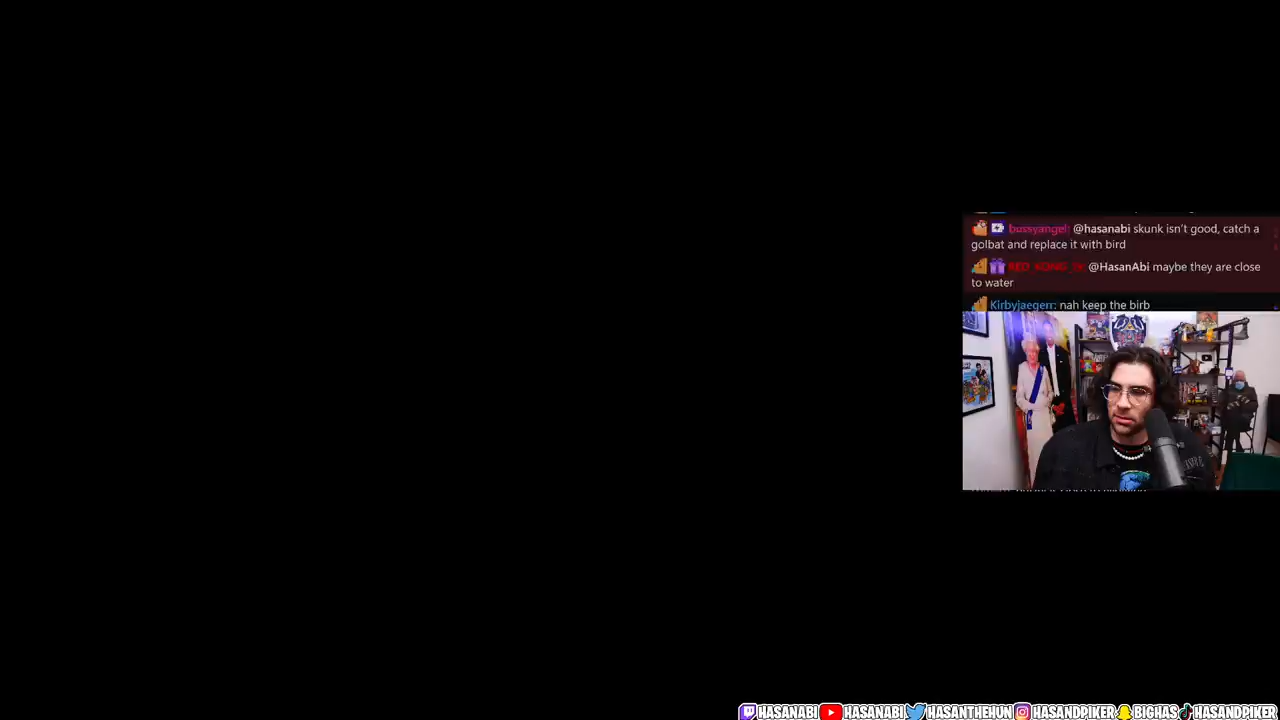 bussyangel: @hasanabi skunk isn't good, catch a
golbat and replace it with bird
@HasanAbi maybe they are close
to water
Kirbyjaegerr: nah keep the birb
HASANABI HASANABI HASANTHEHUN HASANDPIKER BIGHAS HASANDPIKER